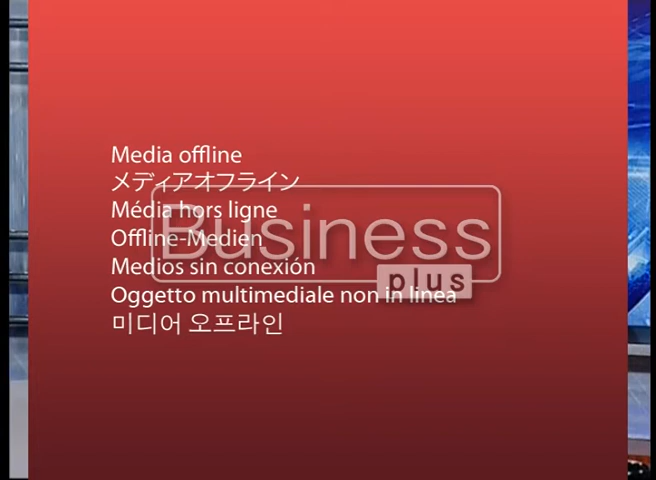 Media offline
メディアオフライン
Média hors ligne
Offline-Medien
Medios sin conexión
Oggetto multimediale non in linea
미디어 오프라인
Business
plus